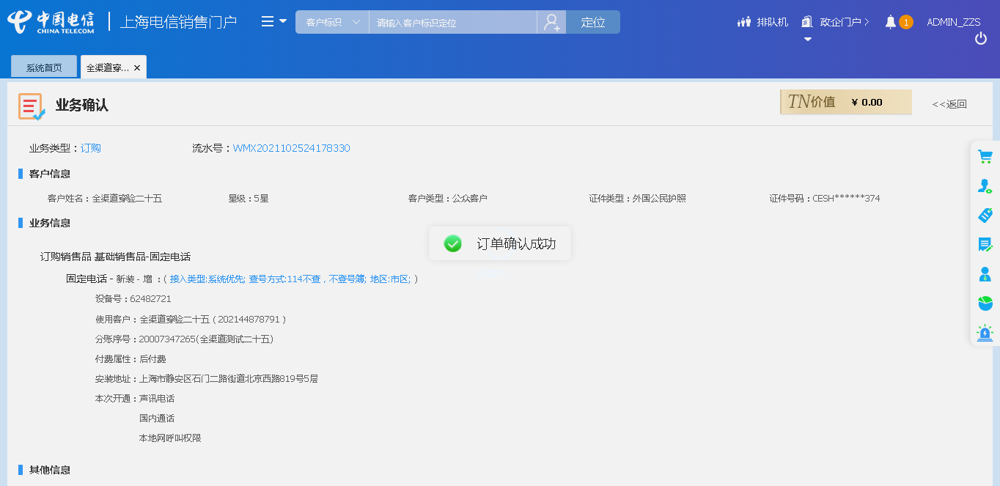 中国电信 CHINA TELECOM 上海电信销售门户 客户标识 请输入客户标识定位 定位 排队机 政企门户 1 ADMIN_ZZS
系统首页 全渠道穿... ×
业务确认 TN价值 ¥ 0.00 <<返回
业务类型：订购 流水号：WMX2021102524178330
客户信息
客户姓名：全渠道穿验二十五 星级：5星 客户类型：公众客户 证件类型：外国公民护照 证件号码：CESH******374
业务信息
订单确认成功
订购销售品 基础销售品-固定电话
固定电话 - 新装 - 增 ：( 接入类型:系统优先; 查号方式:114不查，不登号簿; 地区:市区; )
设备号：62482721
使用客户：全渠道穿验二十五 ( 202144878791 )
分账序号：20007347265(全渠道测试二十五)
付费属性：后付费
安装地址：上海市静安区石门二路街道北京西路819号5层
本次开通：声讯电话
国内通话
本地网呼叫权限
其他信息